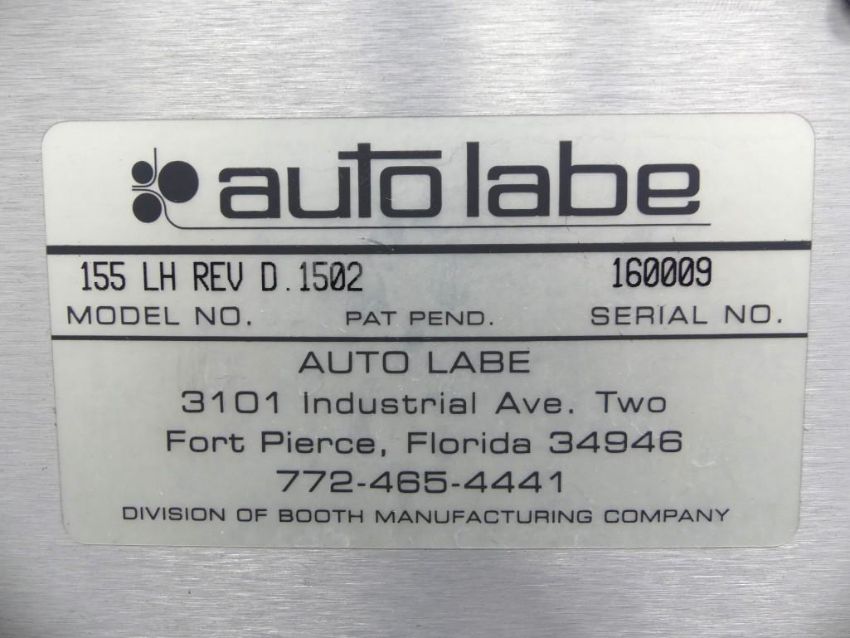 auto labe
155 LH REV D.1502 160009
MODEL NO. PAT PEND. SERIAL NO.
AUTO LABE
3101 Industrial Ave. Two
Fort Pierce, Florida 34946
772-465-4441
DIVISION OF BOOTH MANUFACTURING COMPANY